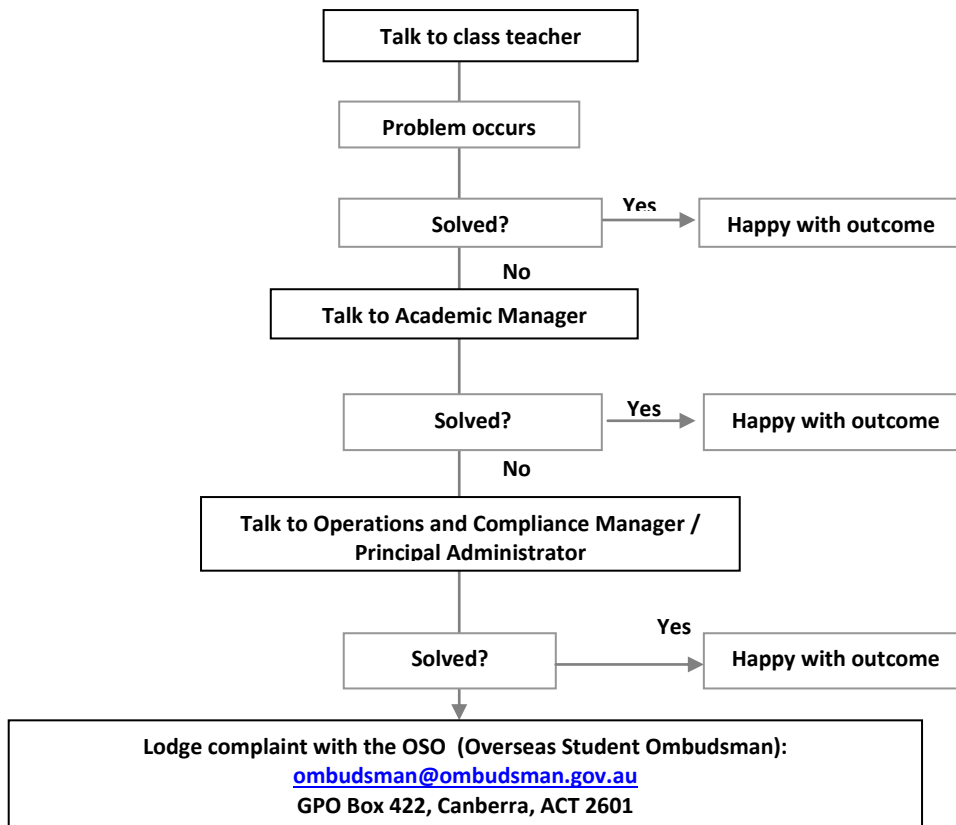 Talk to class teacher
Problem occurs
Solved?
Yes
Happy with outcome
No
Talk to Academic Manager
Solved?
Yes
Happy with outcome
No
Talk to Operations and Compliance Manager /
Principal Administrator
Yes
Solved?
Happy with outcome
Lodge complaint with the OSO (Overseas Student Ombudsman):
ombudsman@ombudsman.gov.au
GPO Box 422, Canberra, ACT 2601